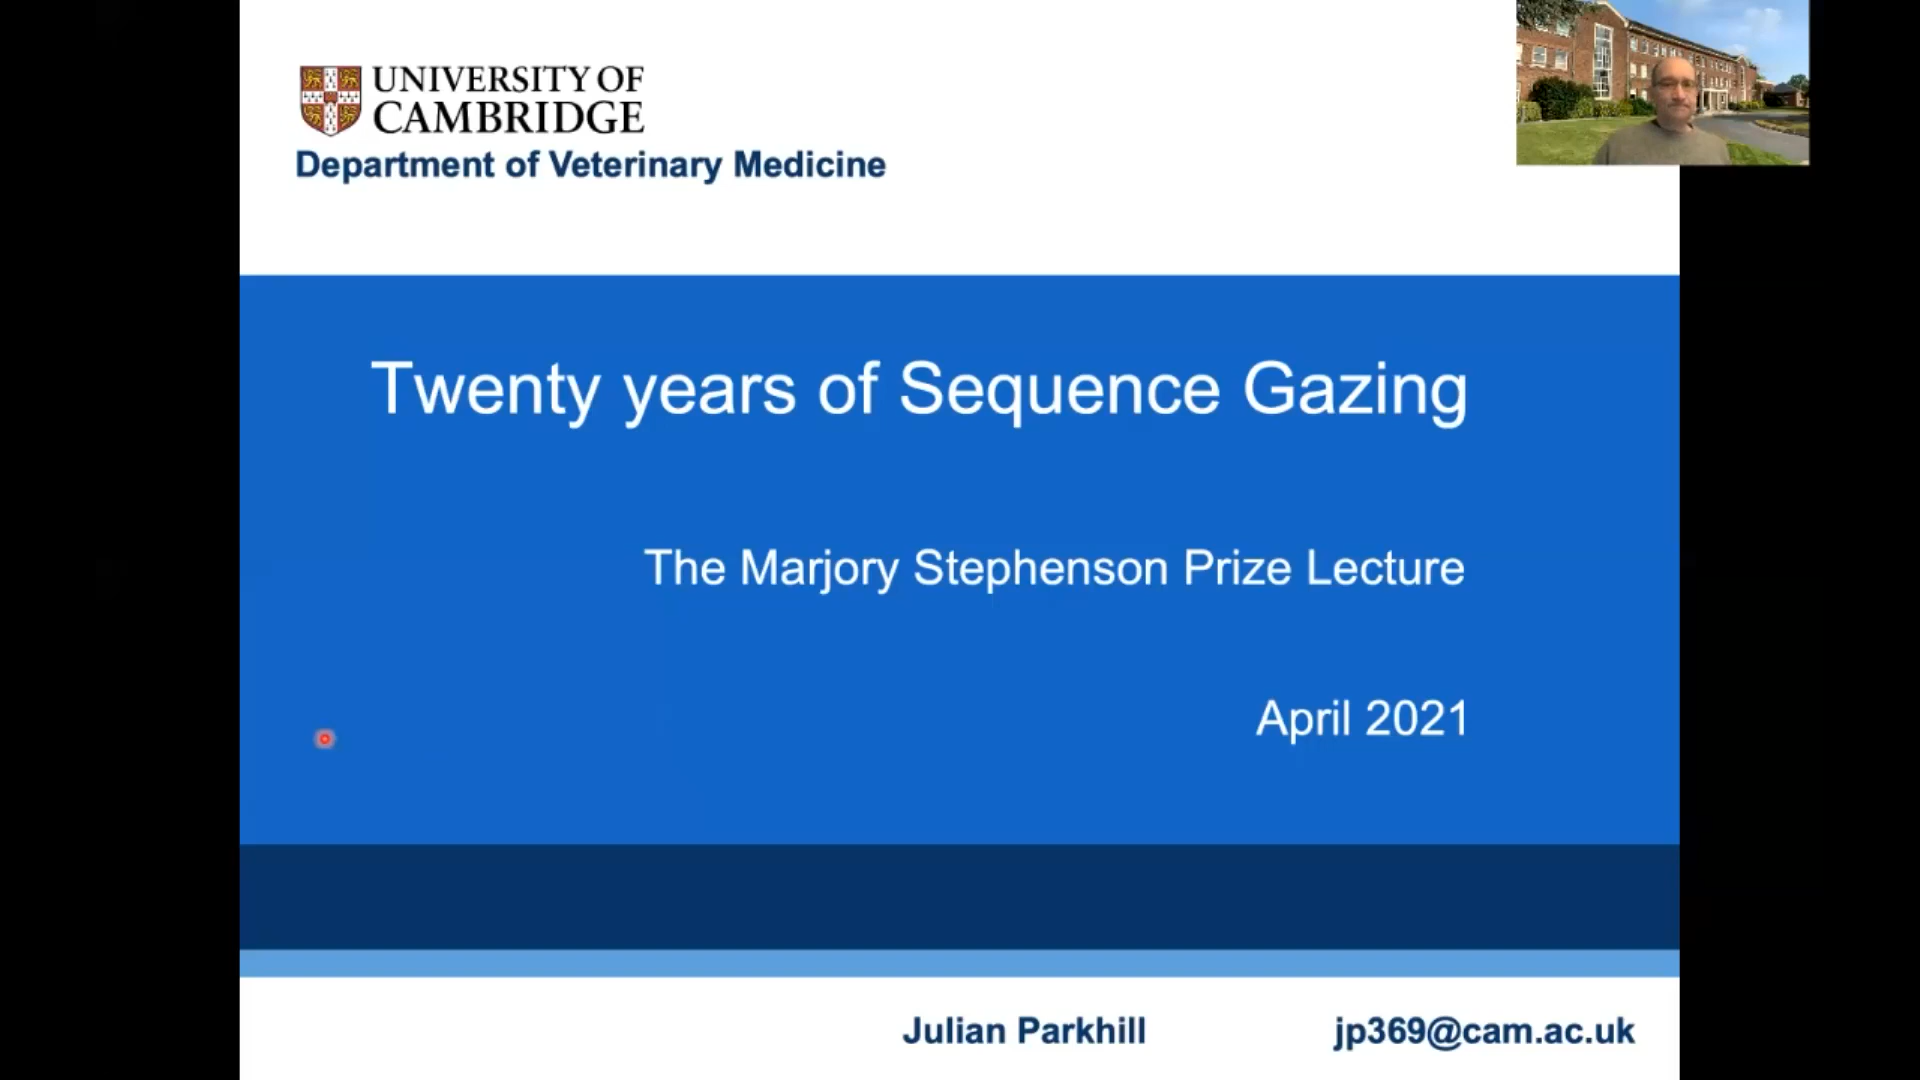 UNIVERSITY OF
CAMBRIDGE
Department of Veterinary Medicine
Twenty years of Sequence Gazing
The Marjory Stephenson Prize Lecture
April 2021
Julian Parkhill
jp369@cam.ac.uk